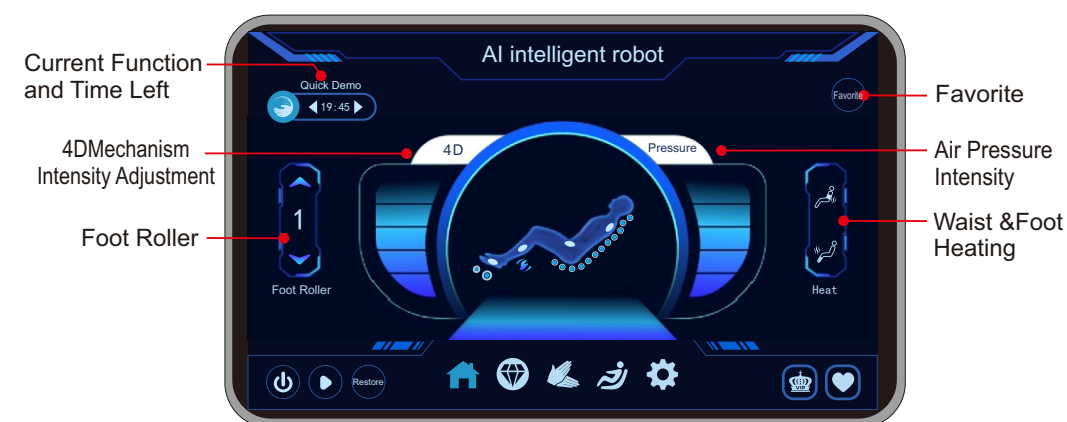 AI intelligent robot
Current Function
and Time Left
Quick Demo
19:45
Favorite
Favorite
4DMechanism
Intensity Adjustment
4D
Pressure
Air Pressure
Intensity
1
Foot Roller
Foot Roller
Waist &Foot
Heating
Heat
Restore
VIP